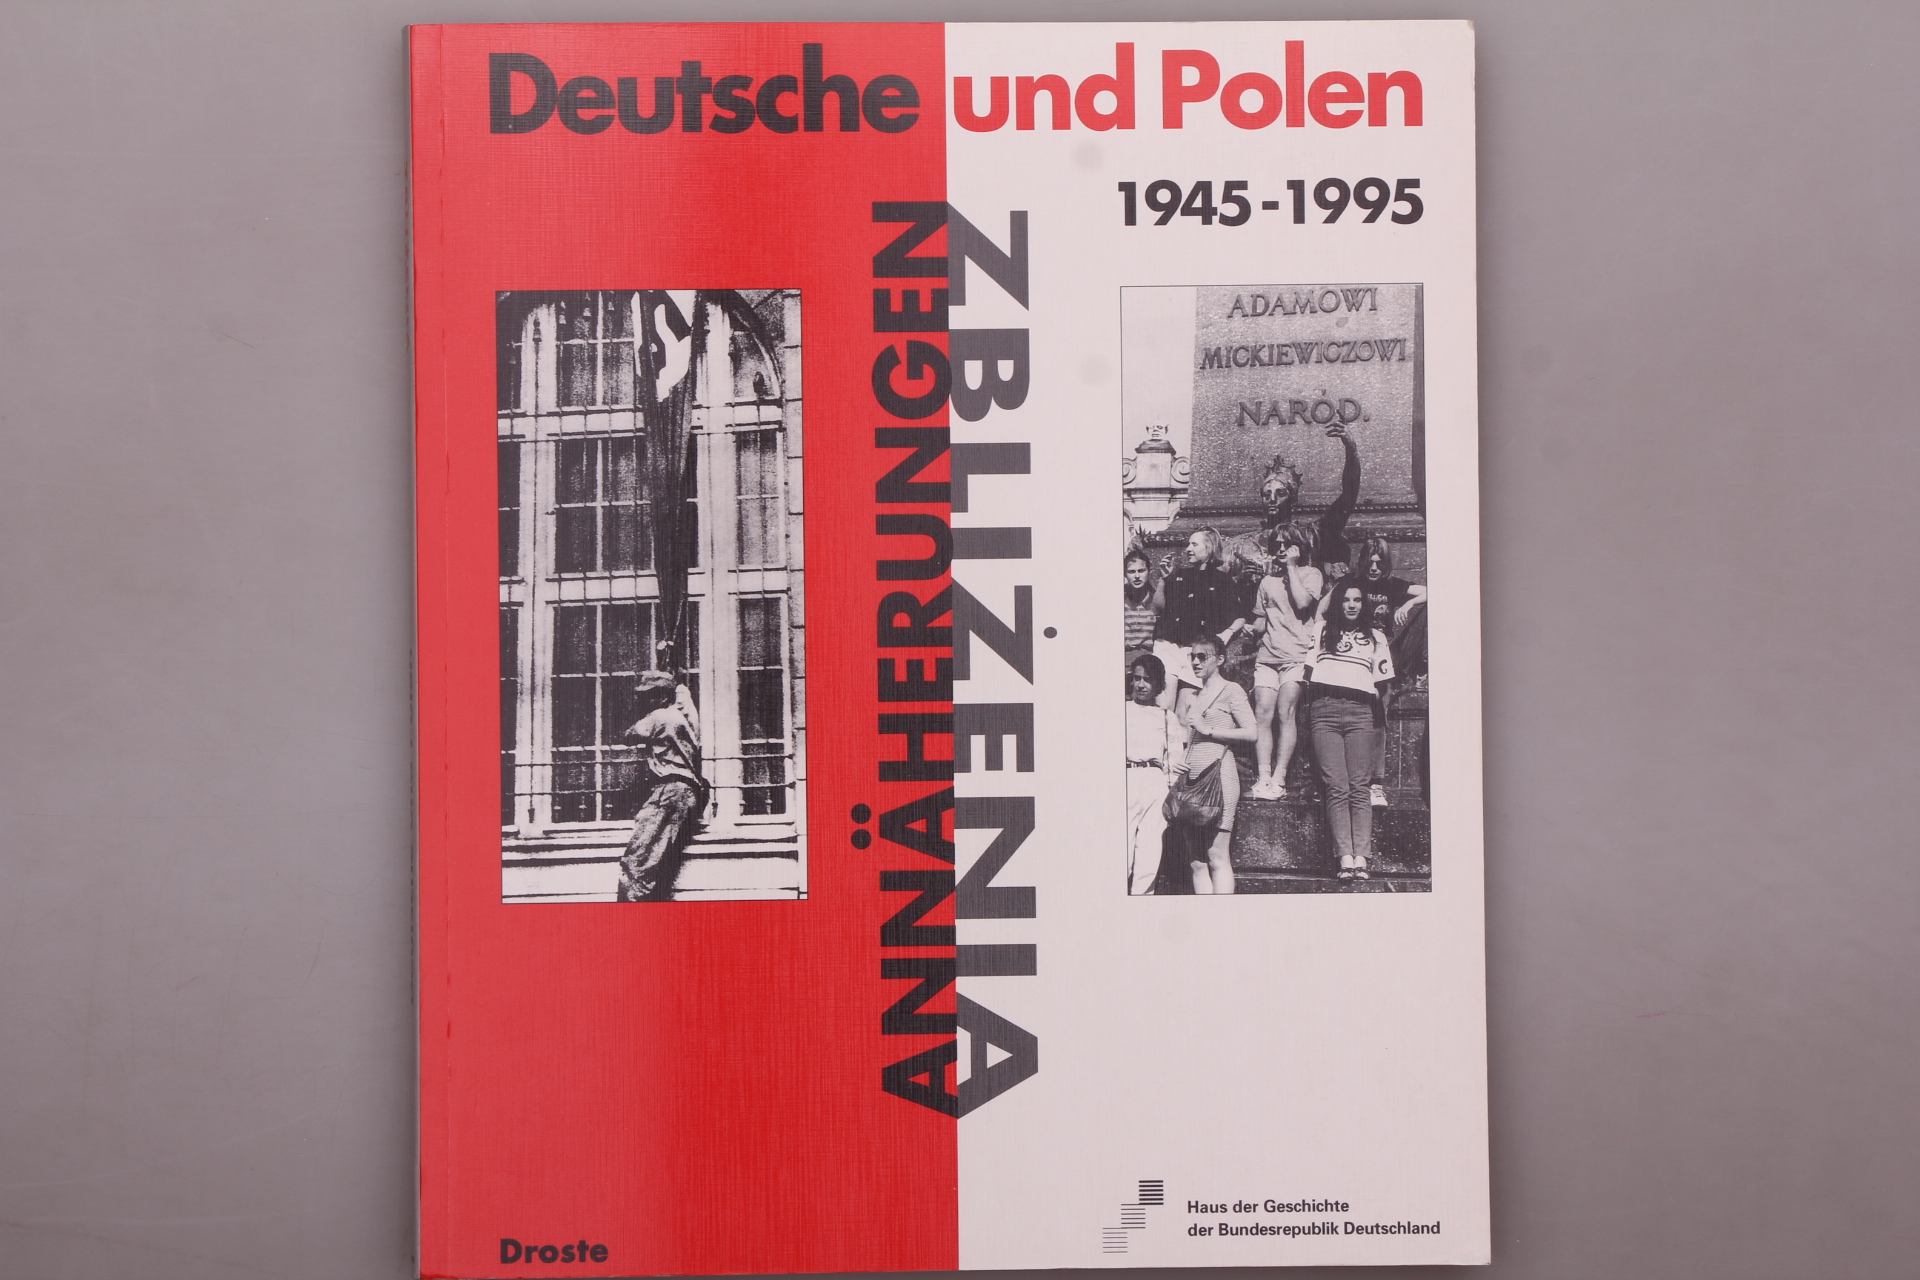 Deutsche und Polen
1945-1995
ANNÄHERUNGEN
ZBLIŻENIA
ADAMOWI
MICKIEWICZOWI
NARÓD.
Haus der Geschichte
der Bundesrepublik Deutschland
Droste